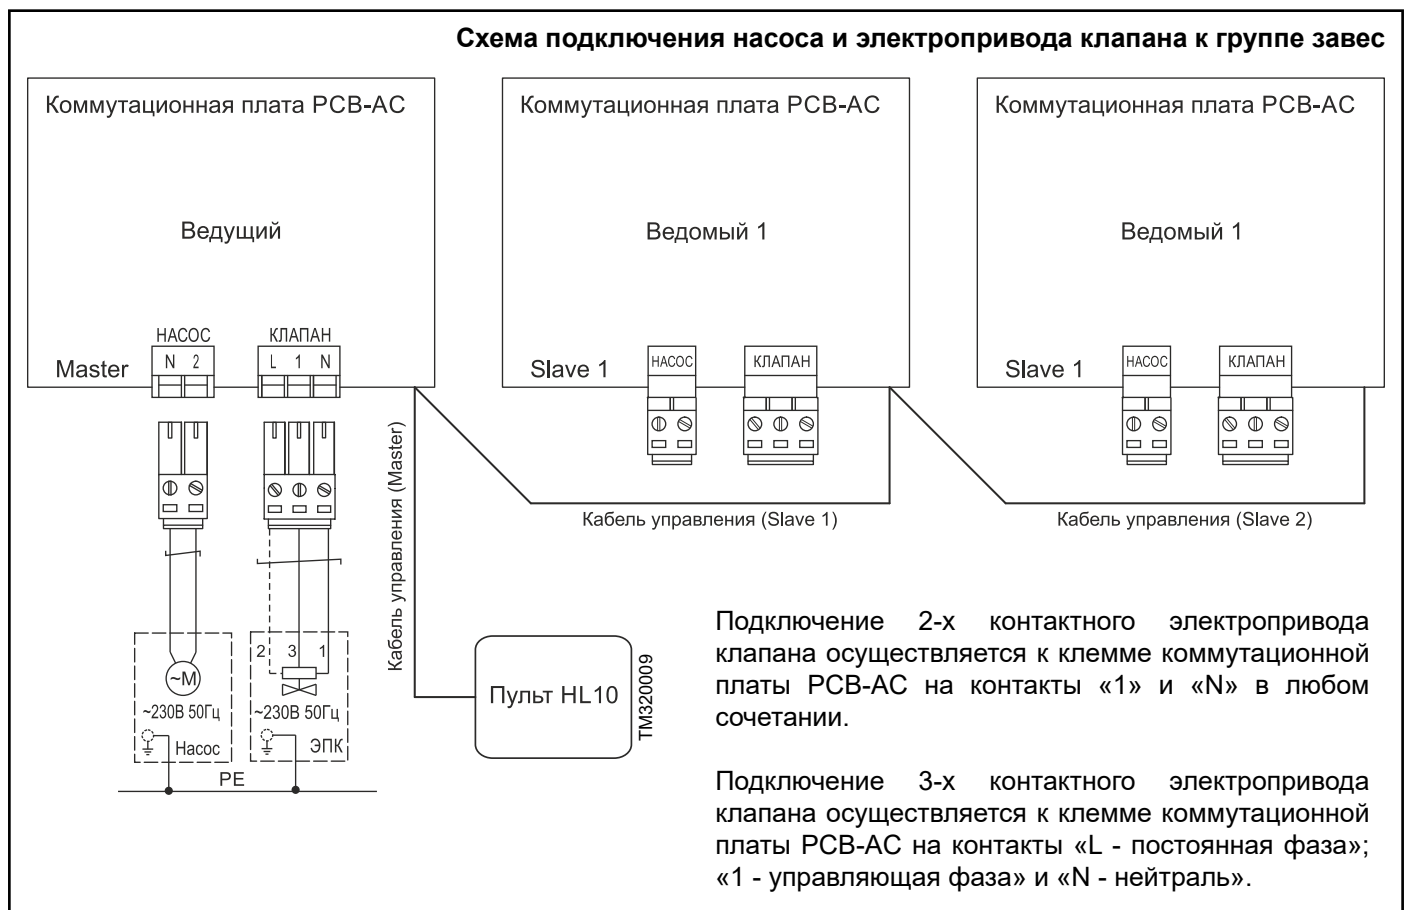 Схема подключения насоса и электропривода клапана к группе завес
Коммутационная плата PCB-AC
Ведущий
НАСОС
КЛАПАН
Master
N 2
L 1 N
Коммутационная плата PCB-AC
Ведомый 1
Slave 1
НАСОС
КЛАПАН
Коммутационная плата PCB-AC
Ведомый 1
Slave 1
НАСОС
КЛАПАН
Кабель управления (Master)
Кабель управления (Slave 1)
Кабель управления (Slave 2)
~M
~230В 50Гц
Насос
2 3 1
~230В 50Гц
ЭПК
PE
Пульт HL10
TM320009
Подключение 2-х контактного электропривода
клапана осуществляется к клемме коммутационной
платы PCB-AC на контакты «1» и «N» в любом
сочетании.
Подключение 3-х контактного электропривода
клапана осуществляется к клемме коммутационной
платы PCB-AC на контакты «L - постоянная фаза»;
«1 - управляющая фаза» и «N - нейтраль».